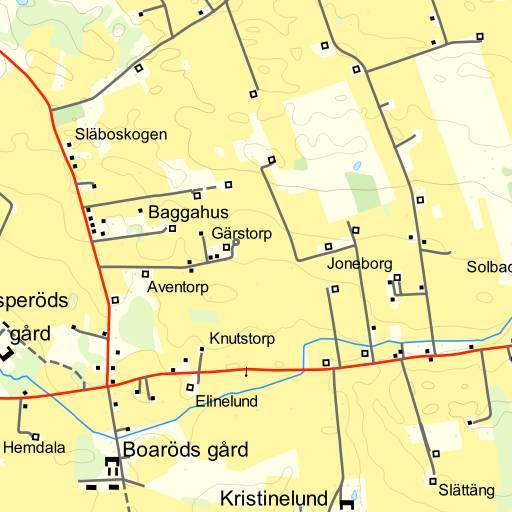 Släboskogen
Baggahus
Gärstorp
Joneborg
Solbac
Aventorp
speröds
gård
Knutstorp
Elinelund
Hemdala
Boaröds gård
Slättäng
Kristinelund